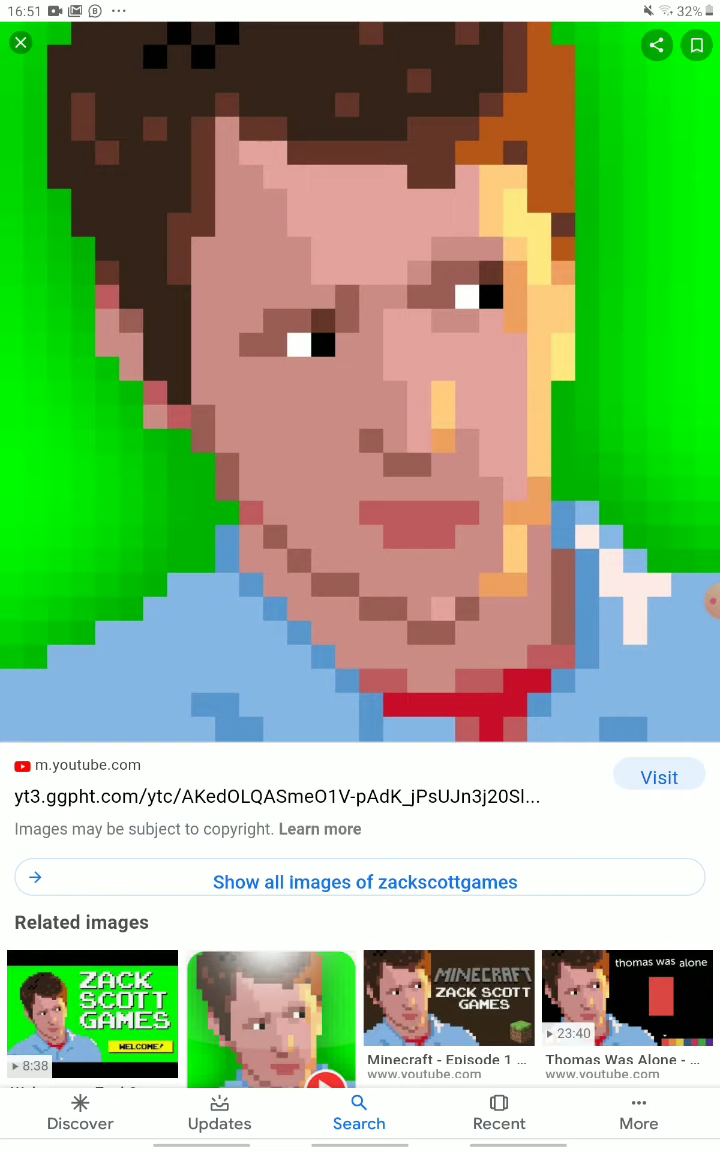 16:51
32%
m.youtube.com
Visit
yt3.ggpht.com/ytc/AKedOLQASmeO1V-pAdK_jPsUJn3j20Sl...
Images may be subject to copyright. Learn more
Show all images of zackscottgames
Related images
ZACK
SCOTT
GAMES
WELCOME!
8:38
MINECRAFT
ZACK SCOTT
GAMES
thomas was alone
23:40
Minecraft - Episode 1 ...
www.youtube.com
Thomas Was Alone - ...
www.youtube.com
Discover
Updates
Search
Recent
More